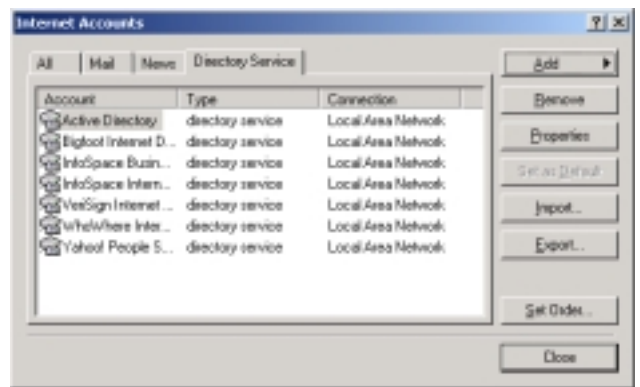 Internet Accounts
All Mail News Directory Service
Add
Account Type Connection
Remove
Active Directory directory service Local Area Network
Bigfoot Internet D... directory service Local Area Network
Properties
InfoSpace Busin... directory service Local Area Network
InfoSpace Intern... directory service Local Area Network
Set as Default
VeriSign Internet ... directory service Local Area Network
WhoWhere Inter... directory service Local Area Network
Import...
Yahoo! People S... directory service Local Area Network
Export...
Set Order...
Close